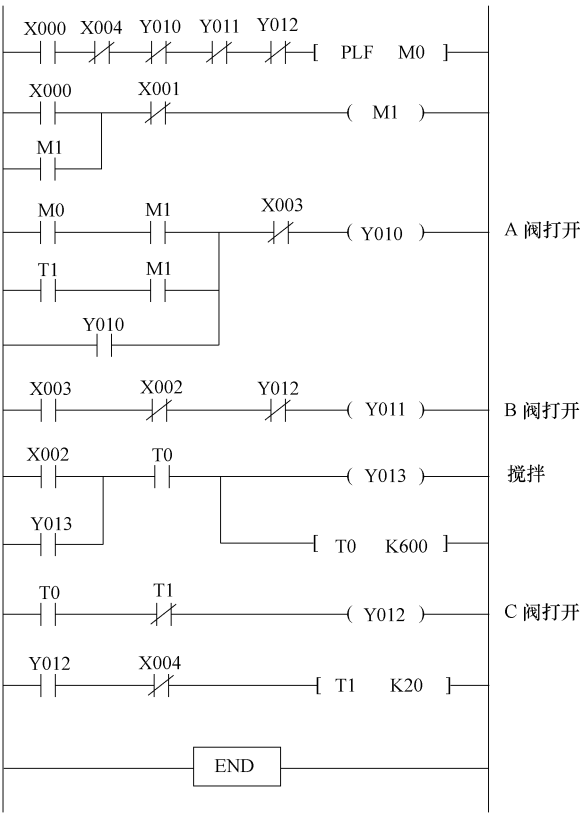 X000 X004 Y010 Y011 Y012
[ PLF M0 ]
X000 X001
( M1 )
M1
M0 M1 X003
( Y010 ) A 阀打开
T1 M1
Y010
X003 X002 Y012
( Y011 ) B 阀打开
X002 T0
( Y013 ) 搅拌
Y013
[ T0 K600 ]
T0 T1
( Y012 ) C 阀打开
Y012 X004
[ T1 K20 ]
END